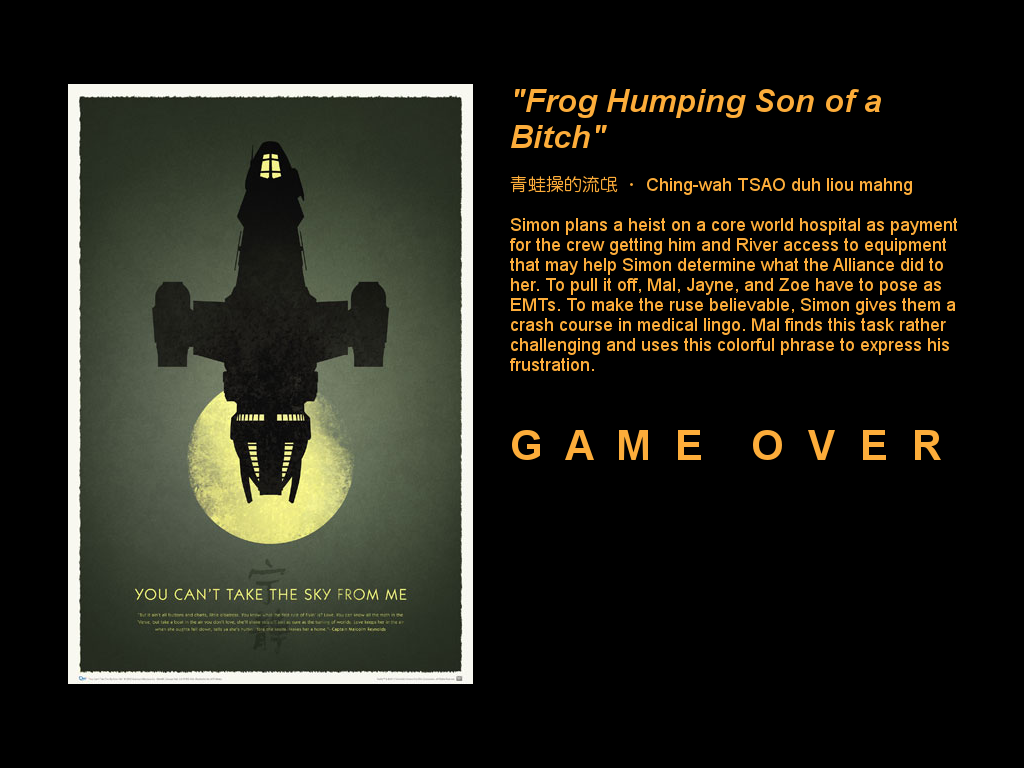 "Frog Humping Son of a
Bitch"
青蛙操的流氓 · Ching-wah TSAO duh liou mahng
Simon plans a heist on a core world hospital as payment
for the crew getting him and River access to equipment
that may help Simon determine what the Alliance did to
her. To pull it off, Mal, Jayne, and Zoe have to pose as
EMTs. To make the ruse believable, Simon gives them a
crash course in medical lingo. Mal finds this task rather
challenging and uses this colorful phrase to express his
frustration.
GAME OVER
YOU CAN'T TAKE THE SKY FROM ME